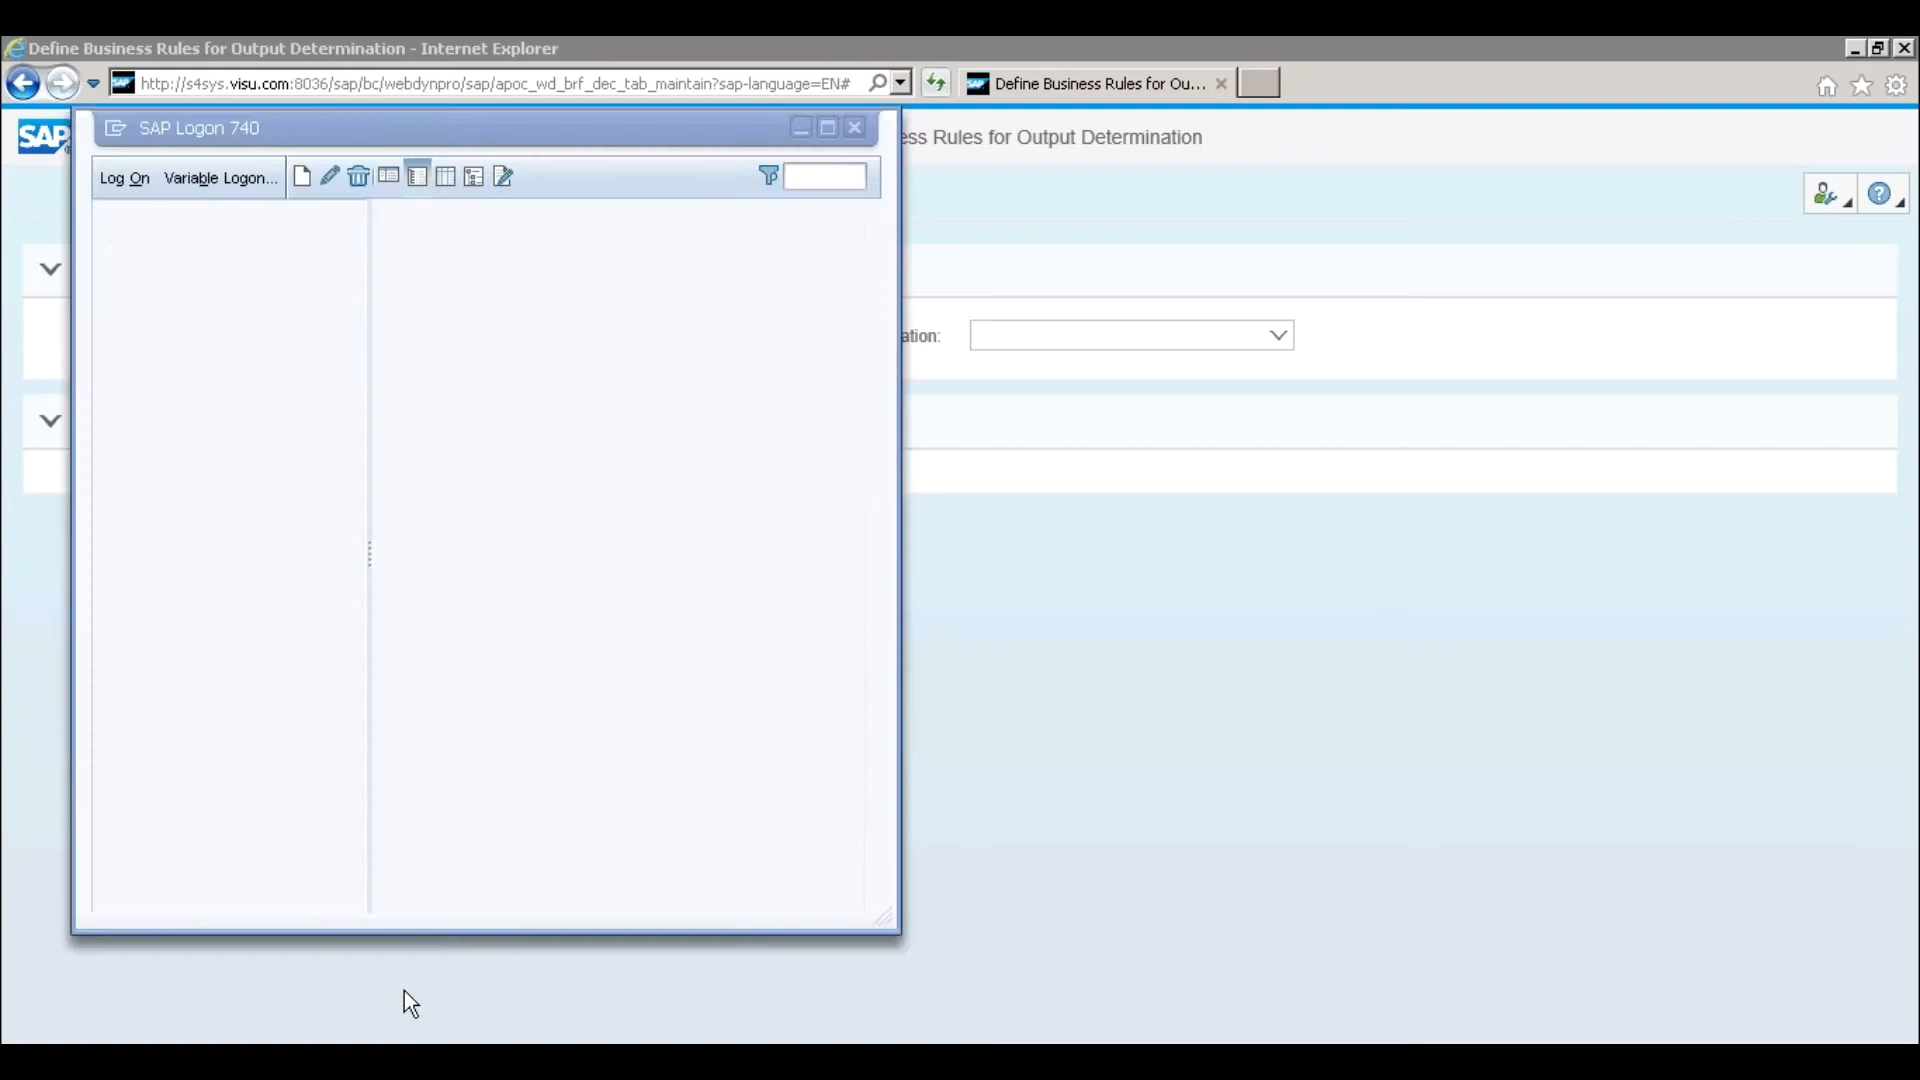 Define Business Rules for Output Determination - Internet Explorer
http://s4sys.visu.com:8036/sap/bc/webdynpro/sap/apoc_wd_brf_dec_tab_maintain?sap-language=EN#
Define Business Rules for Ou...
SAP
SAP Logon 740
ess Rules for Output Determination
Log On Variable Logon...
ation: